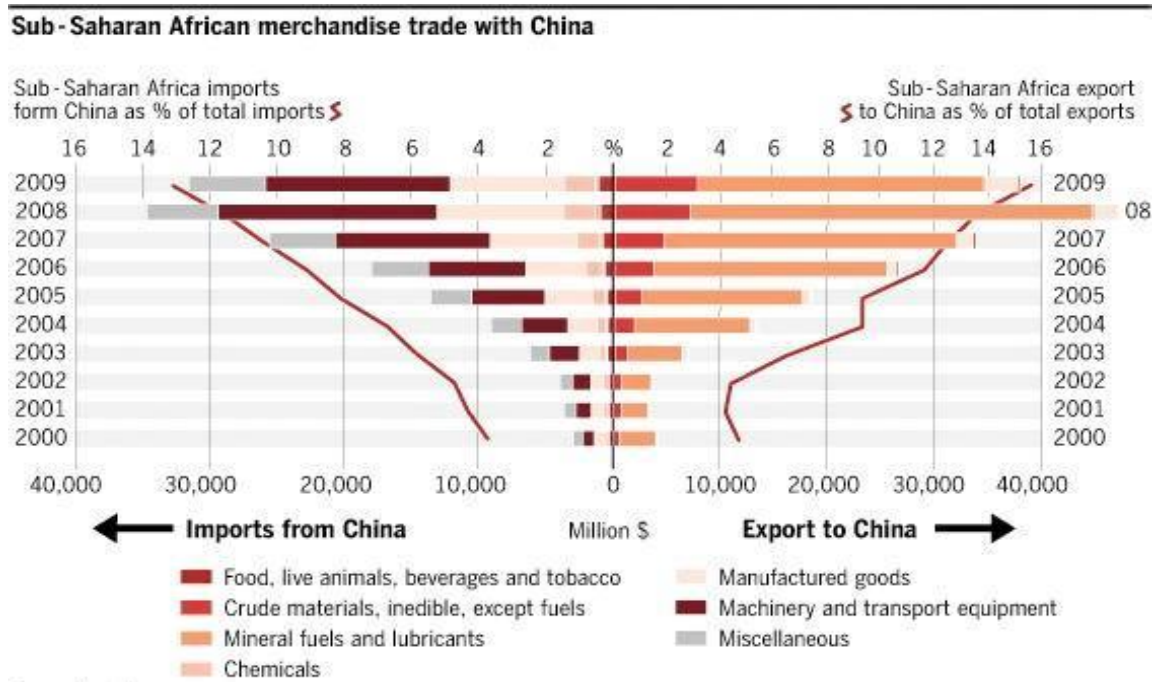 Sub-Saharan African merchandise trade with China
Sub-Saharan Africa imports
form China as % of total imports
Sub-Saharan Africa export
to China as % of total exports
16 14 12 10 8 6 4 2 % 2 4 6 8 10 12 14 16
2009 2009
2008 08
2007 2007
2006 2006
2005 2005
2004 2004
2003 2003
2002 2002
2001 2001
2000 2000
40,000 30,000 20,000 10,000 0 10,000 20,000 30,000 40,000
Imports from China Million $ Export to China
Food, live animals, beverages and tobacco
Crude materials, inedible, except fuels
Mineral fuels and lubricants
Chemicals
Manufactured goods
Machinery and transport equipment
Miscellaneous